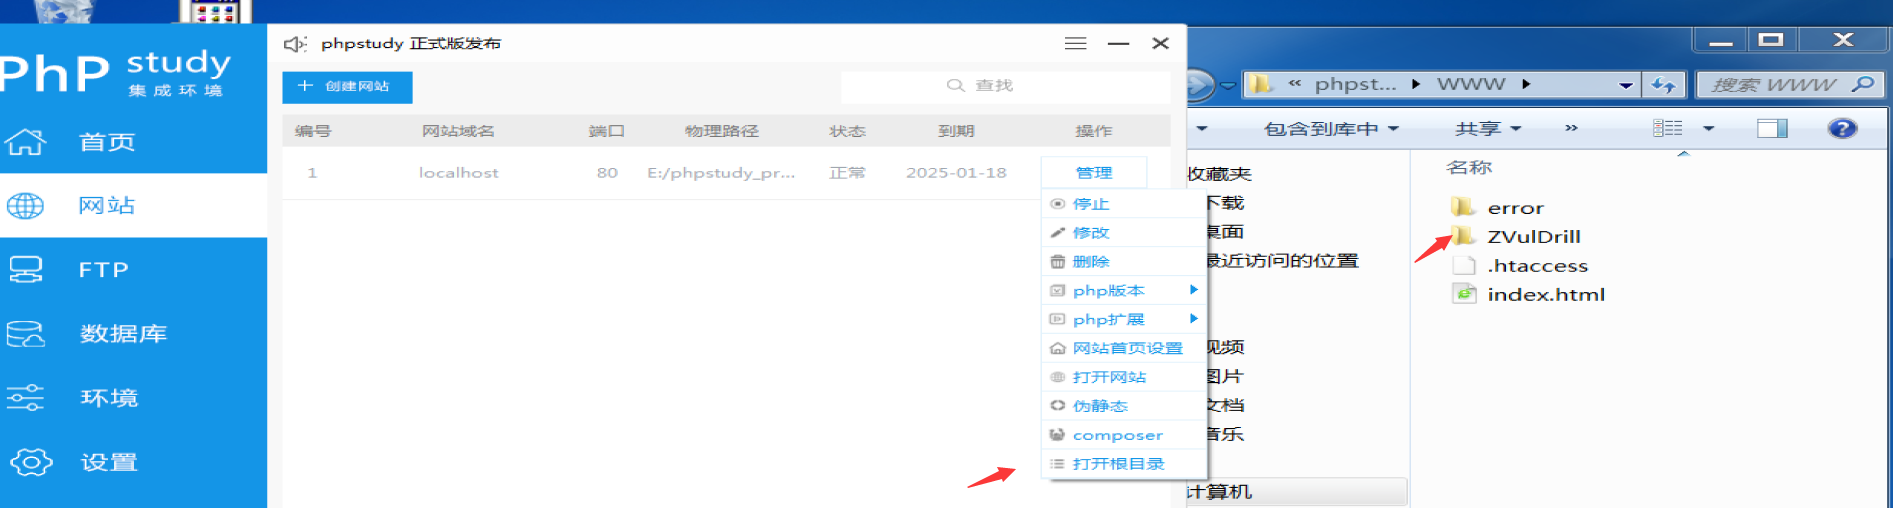 PhP study
集成环境
首页
网站
FTP
数据库
环境
设置
phpstudy 正式版发布
创建网站
查找
编号 网站域名 端口 物理路径 状态 到期 操作
1 localhost 80 E:/phpstudy_pr... 正常 2025-01-18 管理
停止
修改
删除
php版本
php扩展
网站首页设置
打开网站
伪静态
composer
打开根目录
« phpst... WWW
搜索 WWW
包含到库中 共享 »
收藏夹
下载
桌面
最近访问的位置
视频
图片
文档
音乐
计算机
名称
error
ZVulDrill
.htaccess
index.html